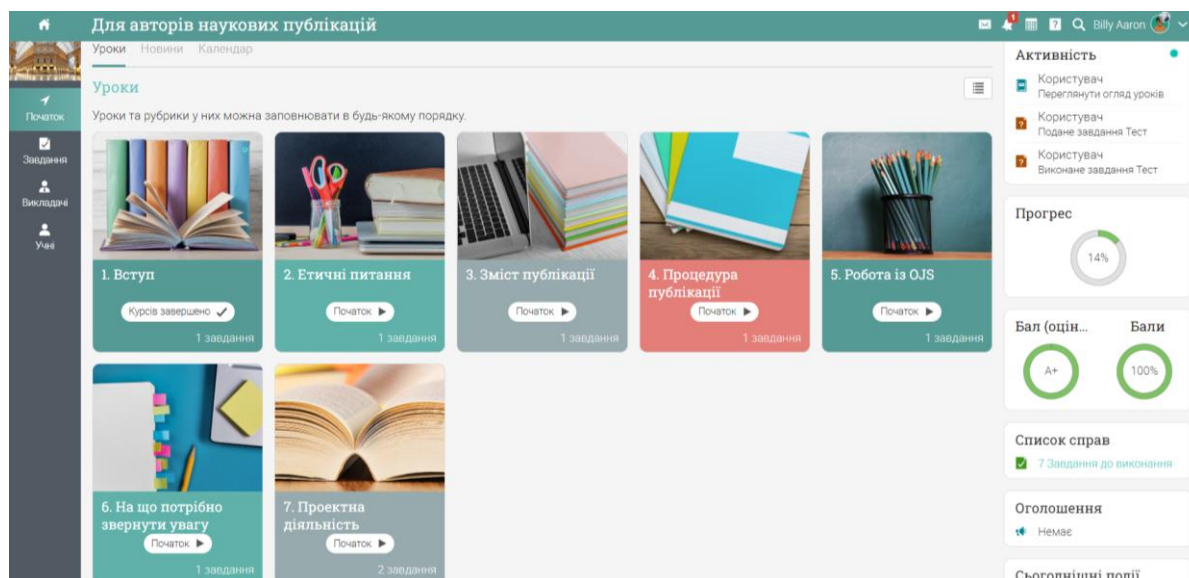 Для авторів наукових публікацій
1
Billy Aaron
Початок
Завдання
Викладачі
Учні
Уроки Новини Календар
Уроки
Уроки та рубрики у них можна заповнювати в будь-якому порядку.
1. Вступ
Курсів завершено
1 завдання
2. Етичні питання
Початок
1 завдання
3. Зміст публікації
Початок
1 завдання
4. Процедура
публікації
Початок
1 завдання
5. Робота із OJS
Початок
1 завдання
6. На що потрібно
звернути увагу
Початок
1 завдання
7. Проектна
діяльність
Початок
2 завдання
Активність
Користувач
Переглянути огляд уроків
Користувач
Подане завдання Тест
Користувач
Виконане завдання Тест
Прогрес
14%
Бал (оцін... Бали
A+ 100%
Список справ
7 Завдання до виконання
Оголошення
Немає
Сьогоднішні події